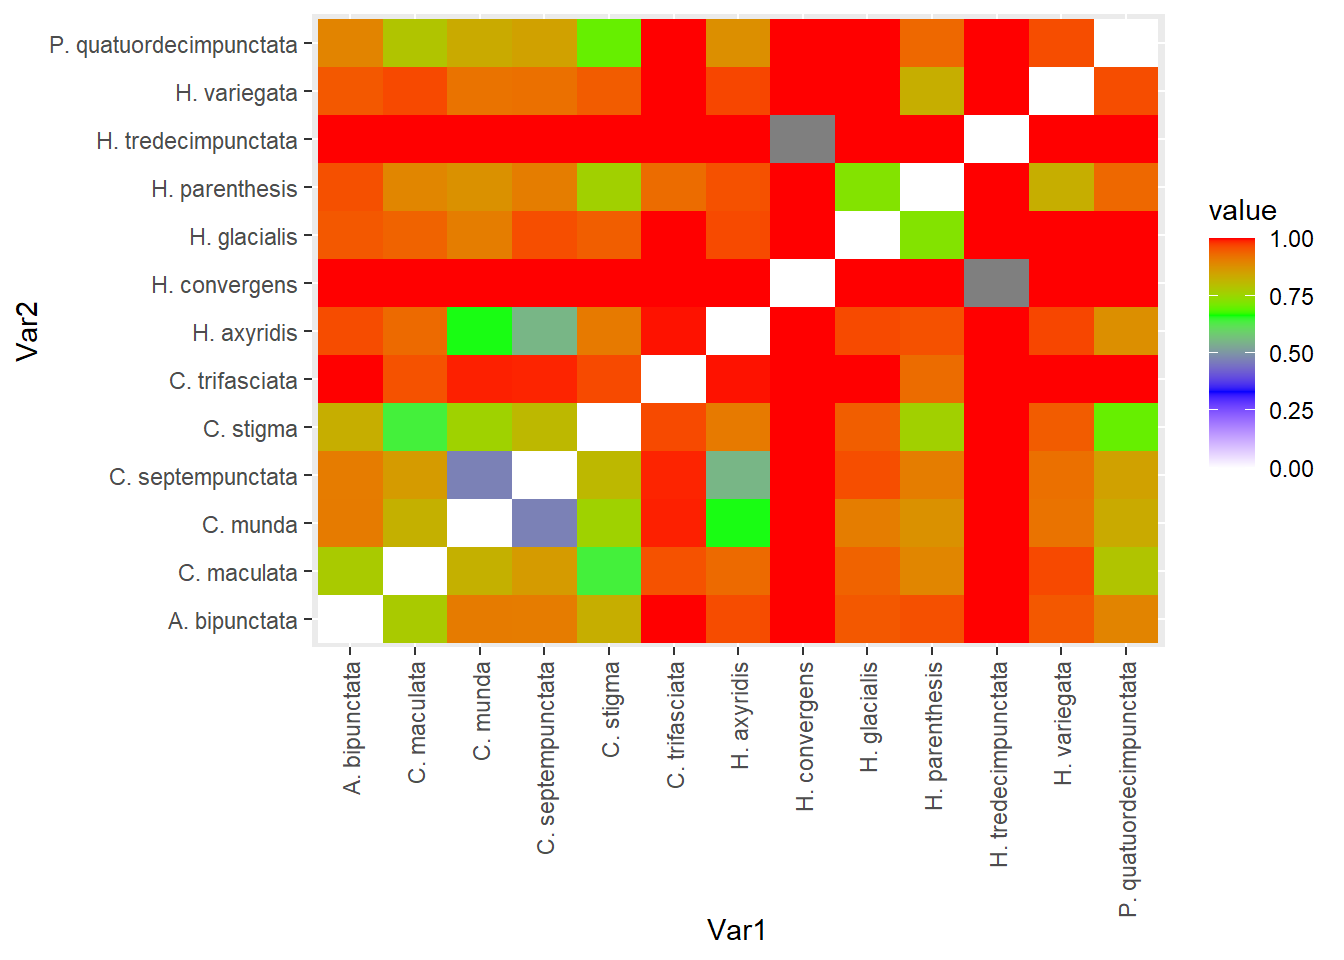 P. quatuordecimpunctata
H. variegata
H. tredecimpunctata
H. parenthesis
H. glacialis
H. convergens
H. axyridis
C. trifasciata
C. stigma
C. septempunctata
C. munda
C. maculata
A. bipunctata
Var2
A. bipunctata
C. maculata
C. munda
C. septempunctata
C. stigma
C. trifasciata
H. axyridis
H. convergens
H. glacialis
H. parenthesis
H. tredecimpunctata
H. variegata
P. quatuordecimpunctata
Var1
value
1.00
0.75
0.50
0.25
0.00